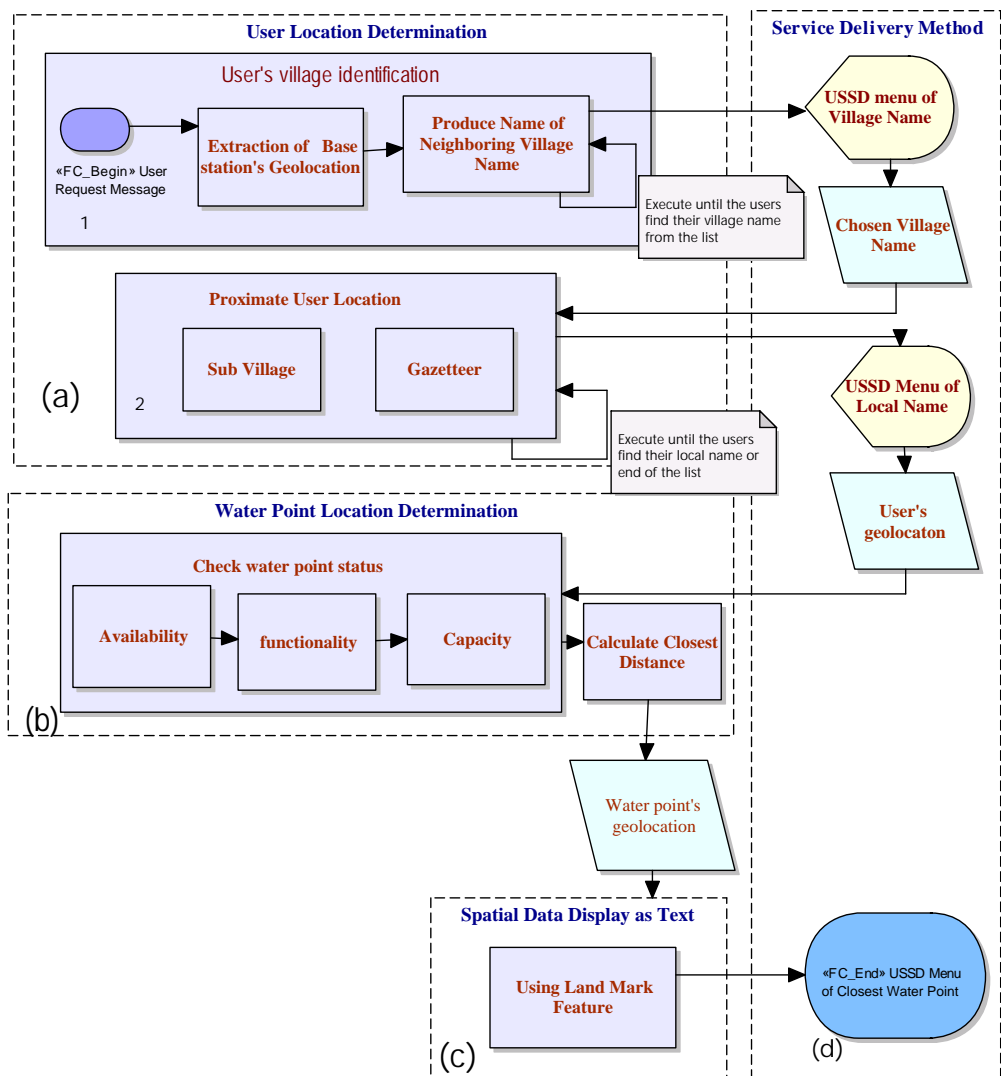 User Location Determination
Service Delivery Method
User's village identification
«FC_Begin» User
Request Message
1
Extraction of Base
station's Geolocation
Produce Name of
Neighboring Village
Name
USSD menu of
Village Name
Execute until the users
find their village name
from the list
Chosen Village
Name
Proximate User Location
Sub Village
Gazetteer
(a)
2
USSD Menu of
Local Name
Execute until the users
find their local name or
end of the list
User's
geolocaton
Water Point Location Determination
Check water point status
Availability
functionality
Capacity
Calculate Closest
Distance
(b)
Water point's
geolocation
Spatial Data Display as Text
Using Land Mark
Feature
(c)
«FC_End» USSD Menu
of Closest Water Point
(d)